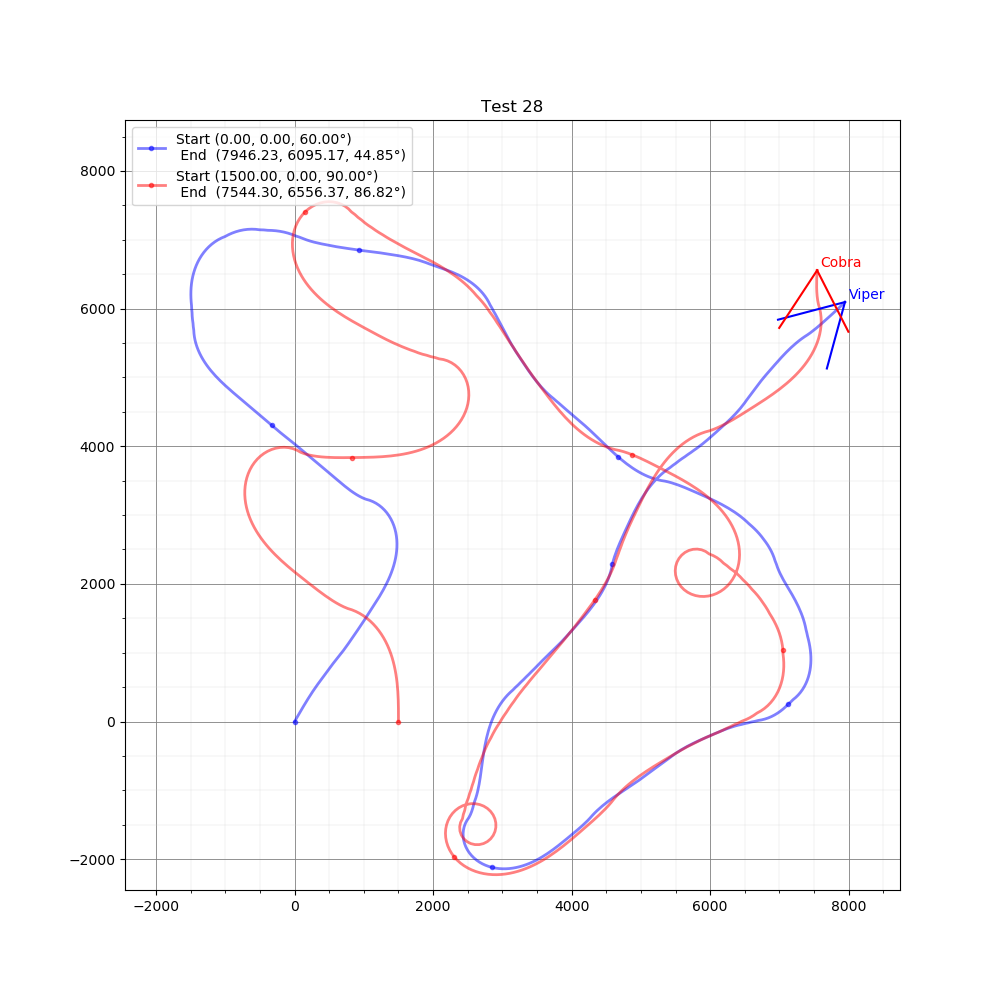 Test 28
Start (0.00, 0.00, 60.00°)
End (7946.23, 6095.17, 44.85°)
Start (1500.00, 0.00, 90.00°)
End (7544.30, 6556.37, 86.82°)
Cobra
Viper
8000
6000
4000
2000
0
−2000
−2000
0
2000
4000
6000
8000